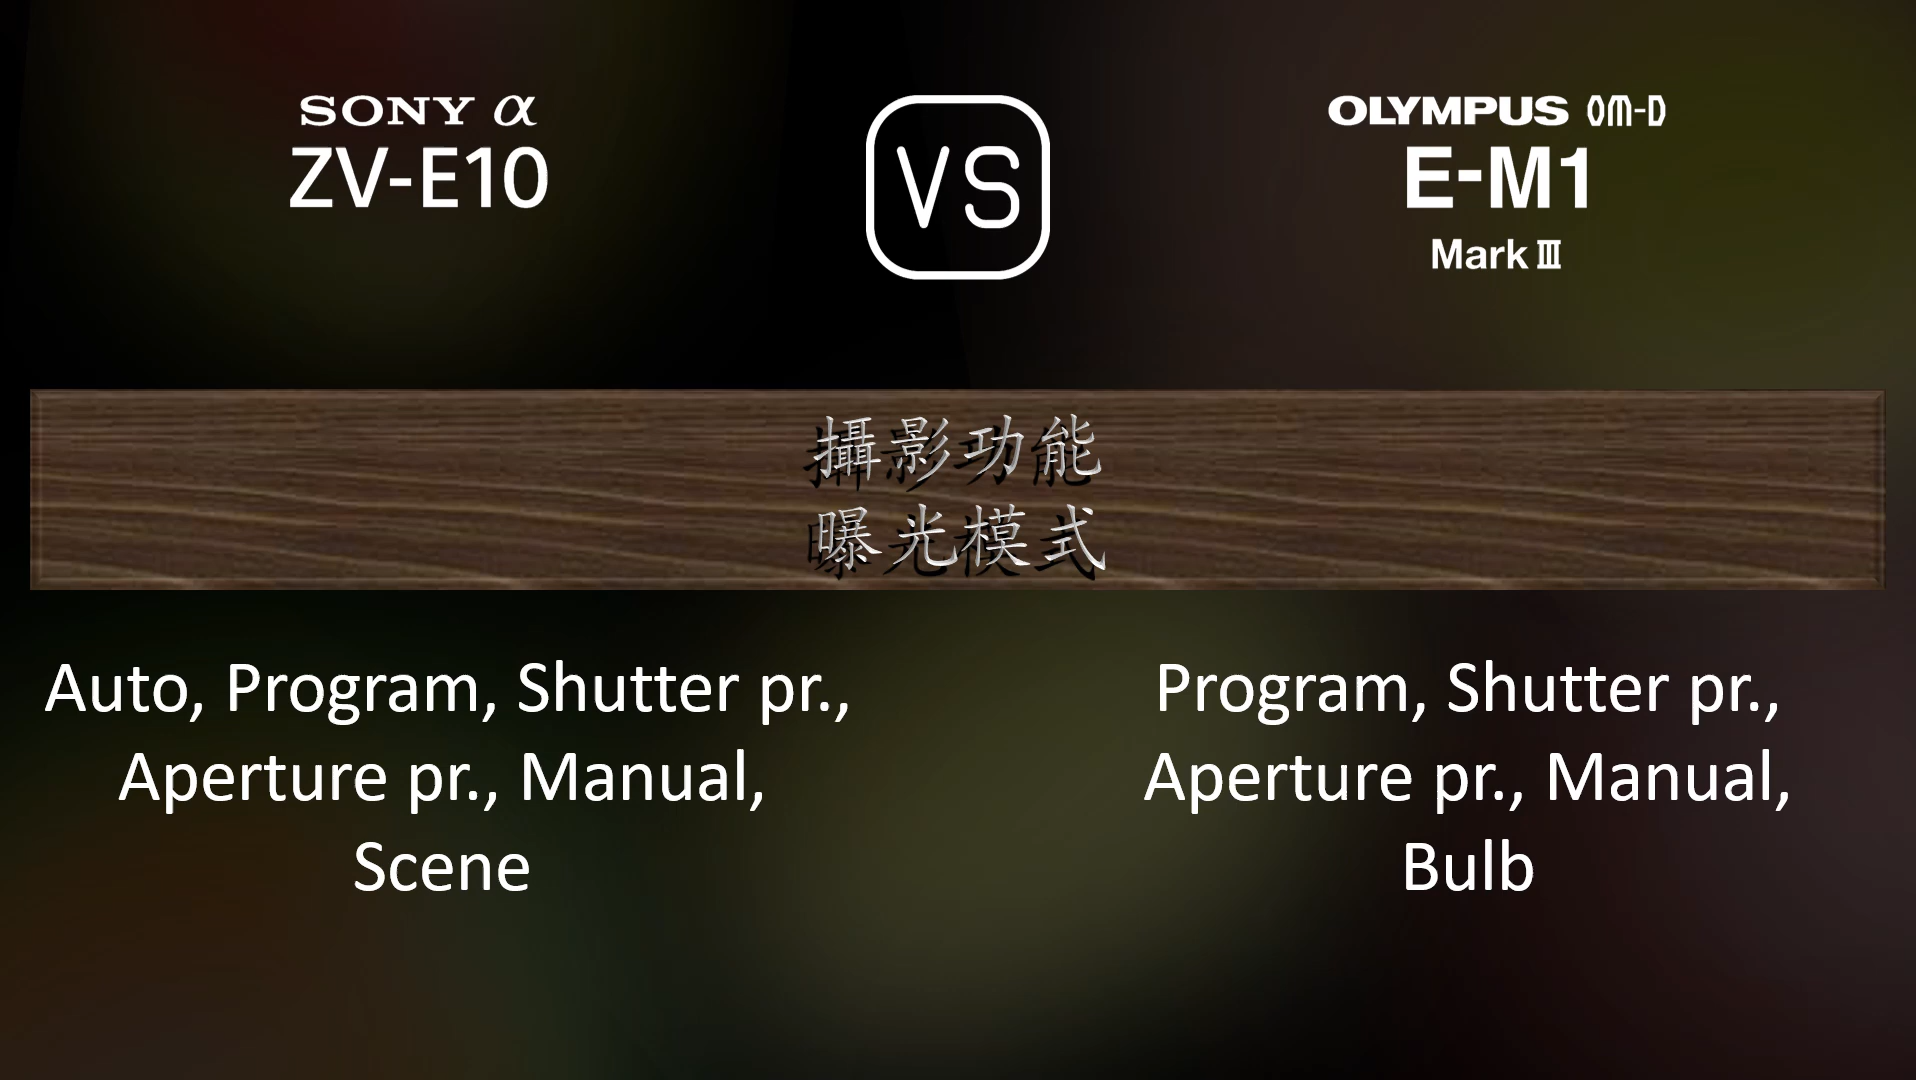 SONY α
ZV-E10
VS
OLYMPUS OM-D
E-M1
Mark III
攝影功能
曝光模式
Auto, Program, Shutter pr.,
Aperture pr., Manual,
Scene
Program, Shutter pr.,
Aperture pr., Manual,
Bulb